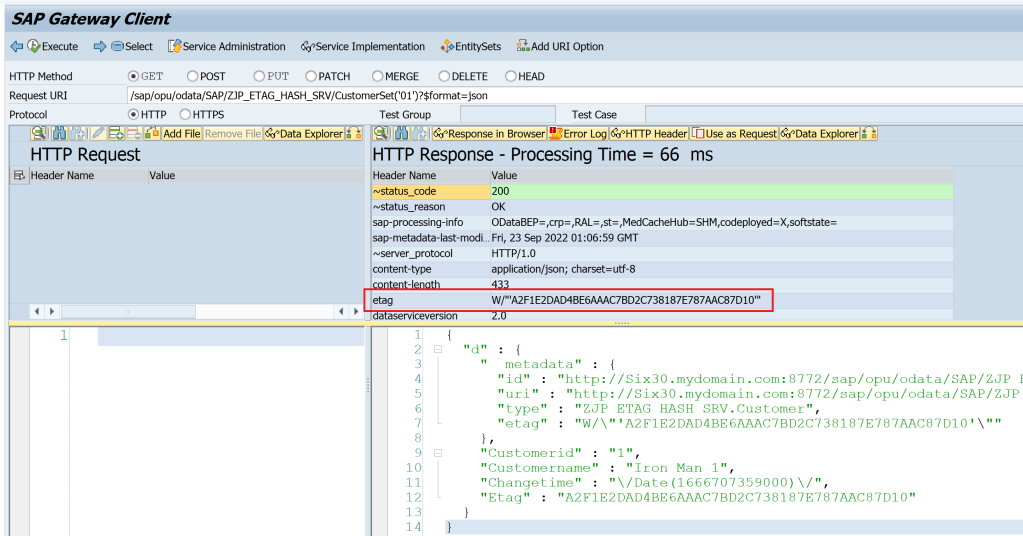 SAP Gateway Client
Execute Select Service Administration Service Implementation EntitySets Add URI Option
HTTP Method GET POST PUT PATCH MERGE DELETE HEAD
Request URI /sap/opu/odata/SAP/ZJP_ETAG_HASH_SRV/CustomerSet('01')?$format=json
Protocol HTTP HTTPS Test Group Test Case
Add File Remove File Data Explorer
HTTP Request
Header Name Value
Response in Browser Error Log HTTP Header Use as Request Data Explorer
HTTP Response - Processing Time = 66 ms
Header Name Value
~status_code 200
~status_reason OK
sap-processing-info ODataBEP=,crp=,RAL=,st=,MedCacheHub=SHM,codeployed=X,softstate=
sap-metadata-last-modi... Fri, 23 Sep 2022 01:06:59 GMT
~server_protocol HTTP/1.0
content-type application/json; charset=utf-8
content-length 433
etag W/"'A2F1E2DAD4BE6AAAC7BD2C738187E787AAC87D10'"
dataserviceversion 2.0
1
1 {
2 "d" : {
3 "__metadata" : {
4 "id" : "http://Six30.mydomain.com:8772/sap/opu/odata/SAP/ZJP
5 "uri" : "http://Six30.mydomain.com:8772/sap/opu/odata/SAP/ZJP
6 "type" : "ZJP_ETAG_HASH_SRV.Customer",
7 "etag" : "W/\"'A2F1E2DAD4BE6AAAC7BD2C738187E787AAC87D10'\""
8 },
9 "Customerid" : "1",
10 "Customername" : "Iron Man 1",
11 "Changetime" : "\/Date(1666707359000)\/",
12 "Etag" : "A2F1E2DAD4BE6AAAC7BD2C738187E787AAC87D10"
13 }
14 }